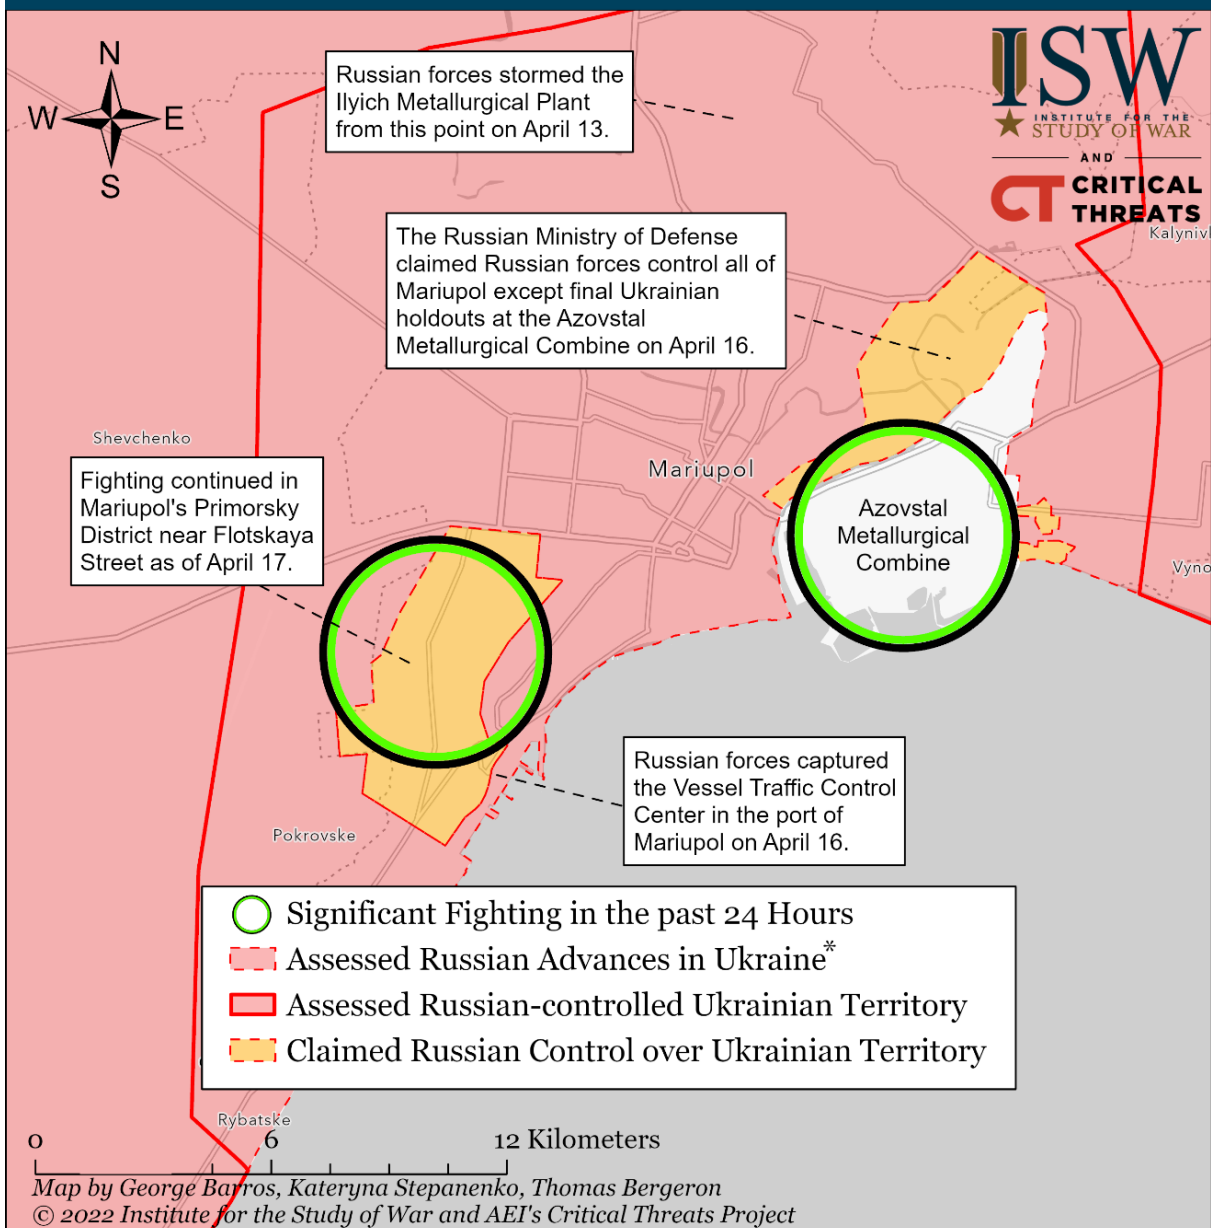 N
W E
S
Russian forces stormed the
Ilyich Metallurgical Plant
from this point on April 13.
ISW
INSTITUTE FOR THE
STUDY OF WAR
AND
CT CRITICAL
THREATS
The Russian Ministry of Defense
claimed Russian forces control all of
Mariupol except final Ukrainian
holdouts at the Azovstal
Metallurgical Combine on April 16.
Shevchenko
Mariupol
Fighting continued in
Mariupol's Primorsky
District near Flotskaya
Street as of April 17.
Azovstal
Metallurgical
Combine
Russian forces captured
the Vessel Traffic Control
Center in the port of
Mariupol on April 16.
Pokrovske
Significant Fighting in the past 24 Hours
Assessed Russian Advances in Ukraine*
Assessed Russian-controlled Ukrainian Territory
Claimed Russian Control over Ukrainian Territory
Rybatske
0 6 12 Kilometers
Map by George Barros, Kateryna Stepanenko, Thomas Bergeron
© 2022 Institute for the Study of War and AEI's Critical Threats Project